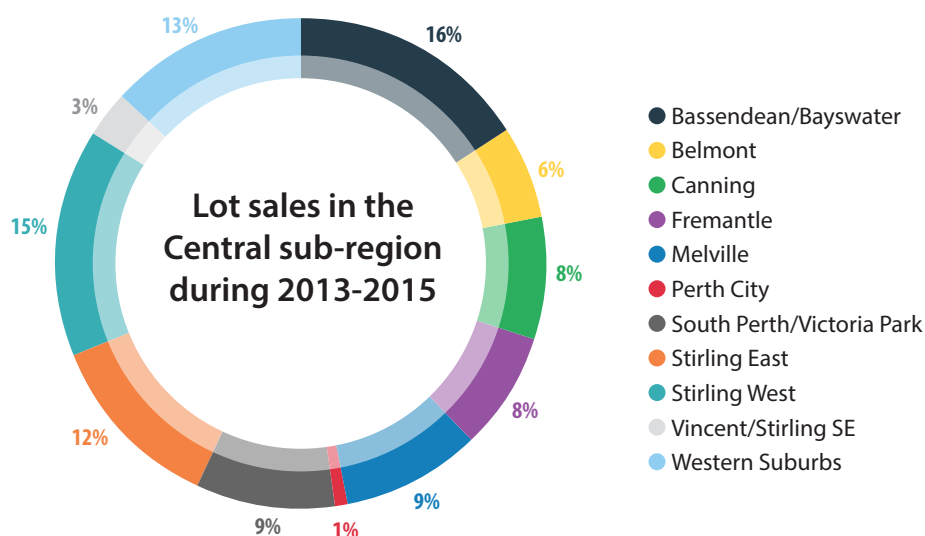 13%
16%
3%
6%
15%
8%
12%
8%
9%
1%
9%
Lot sales in the
Central sub-region
during 2013-2015
Bassendean/Bayswater
Belmont
Canning
Fremantle
Melville
Perth City
South Perth/Victoria Park
Stirling East
Stirling West
Vincent/Stirling SE
Western Suburbs